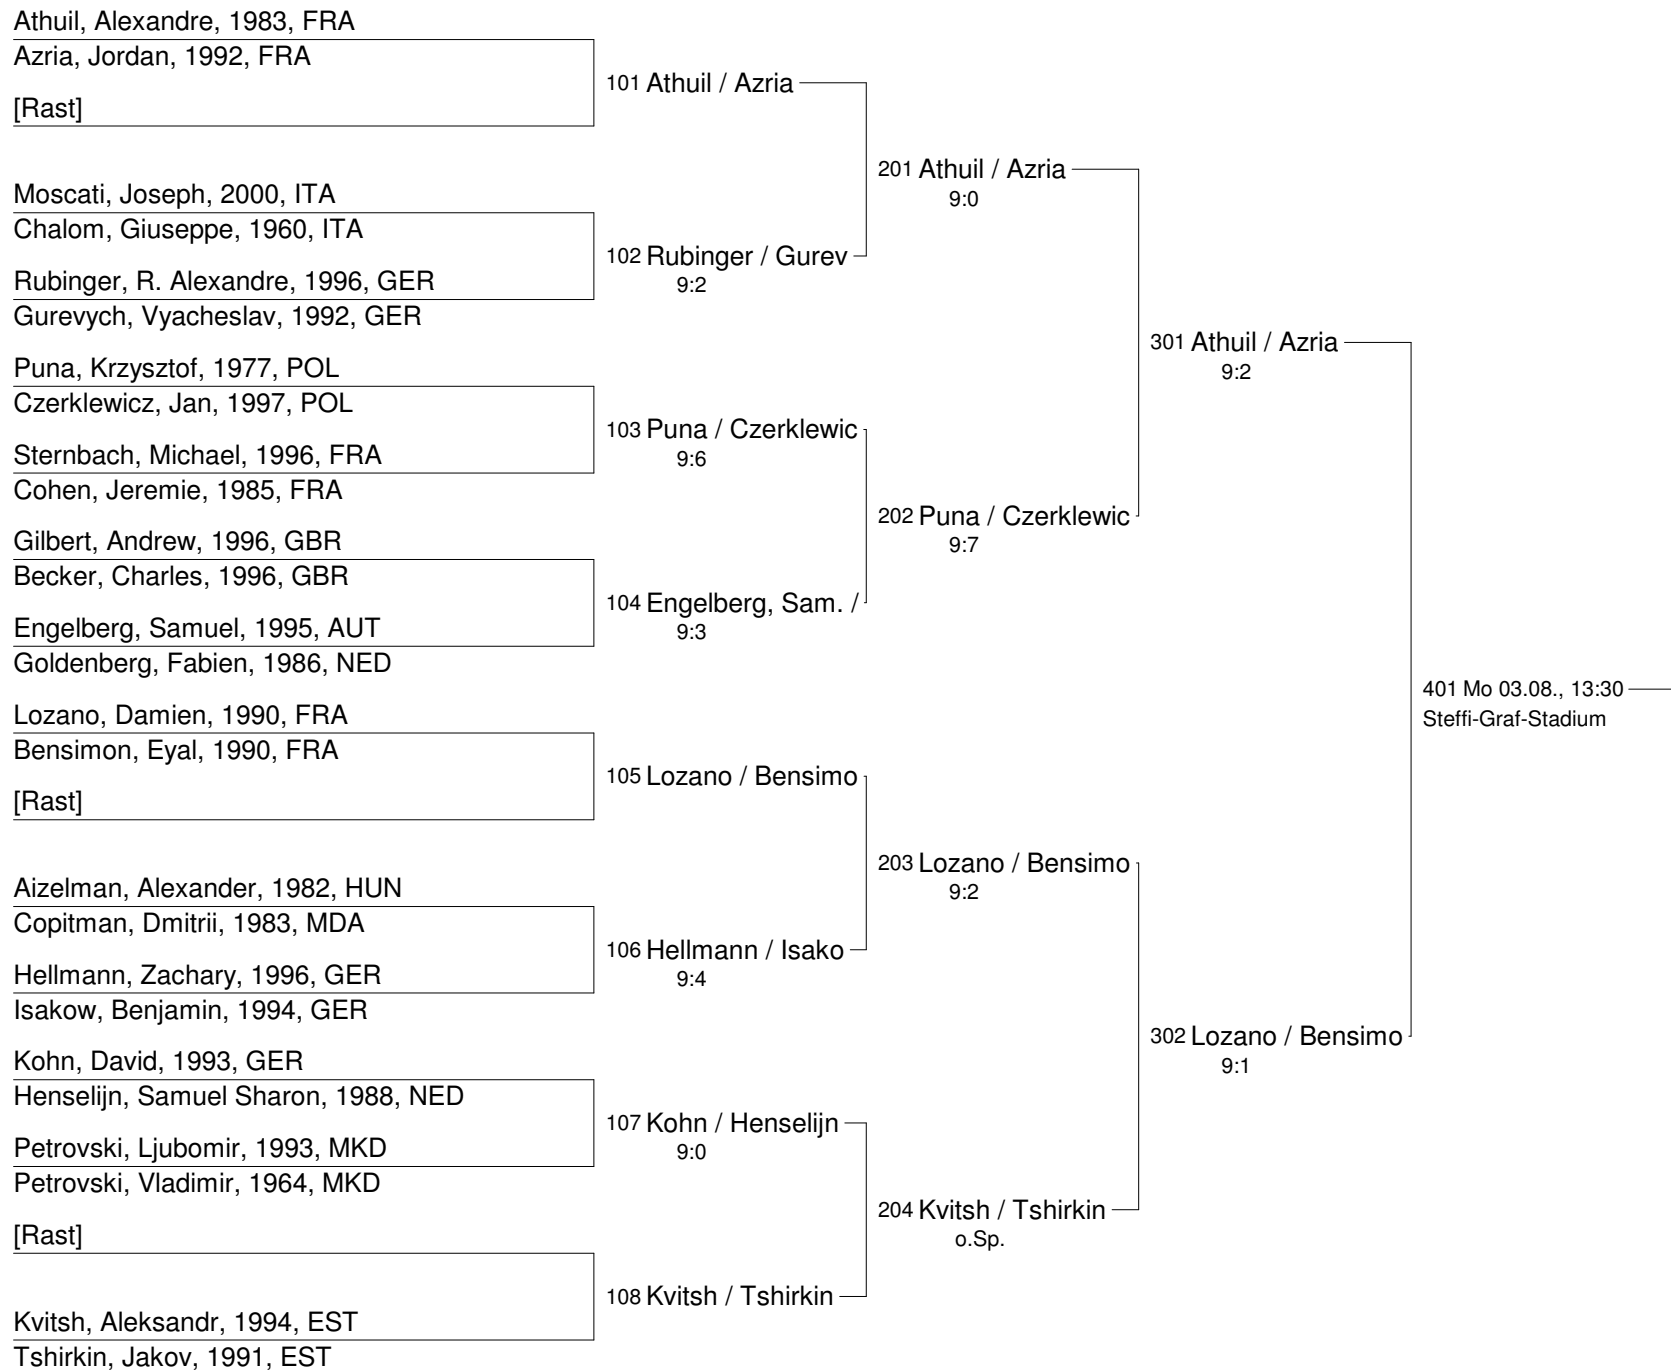 Athuil, Alexandre, 1983, FRA
Azria, Jordan, 1992, FRA
[Rast]
Moscati, Joseph, 2000, ITA
Chalom, Giuseppe, 1960, ITA
Rubinger, R. Alexandre, 1996, GER
Gurevych, Vyacheslav, 1992, GER
Puna, Krzysztof, 1977, POL
Czerklewicz, Jan, 1997, POL
Sternbach, Michael, 1996, FRA
Cohen, Jeremie, 1985, FRA
Gilbert, Andrew, 1996, GBR
Becker, Charles, 1996, GBR
Engelberg, Samuel, 1995, AUT
Goldenberg, Fabien, 1986, NED
Lozano, Damien, 1990, FRA
Bensimon, Eyal, 1990, FRA
[Rast]
Aizelman, Alexander, 1982, HUN
Copitman, Dmitrii, 1983, MDA
Hellmann, Zachary, 1996, GER
Isakow, Benjamin, 1994, GER
Kohn, David, 1993, GER
Henselijn, Samuel Sharon, 1988, NED
Petrovski, Ljubomir, 1993, MKD
Petrovski, Vladimir, 1964, MKD
[Rast]
Kvitsh, Aleksandr, 1994, EST
Tshirkin, Jakov, 1991, EST
101 Athuil / Azria
102 Rubinger / Gurev
9:2
103 Puna / Czerklewic
9:6
104 Engelberg, Sam. /
9:3
105 Lozano / Bensimo
106 Hellmann / Isako
9:4
107 Kohn / Henselijn
9:0
108 Kvitsh / Tshirkin
201 Athuil / Azria
9:0
202 Puna / Czerklewic
9:7
203 Lozano / Bensimo
9:2
204 Kvitsh / Tshirkin
o.Sp.
301 Athuil / Azria
9:2
302 Lozano / Bensimo
9:1
401 Mo 03.08., 13:30
Steffi-Graf-Stadium